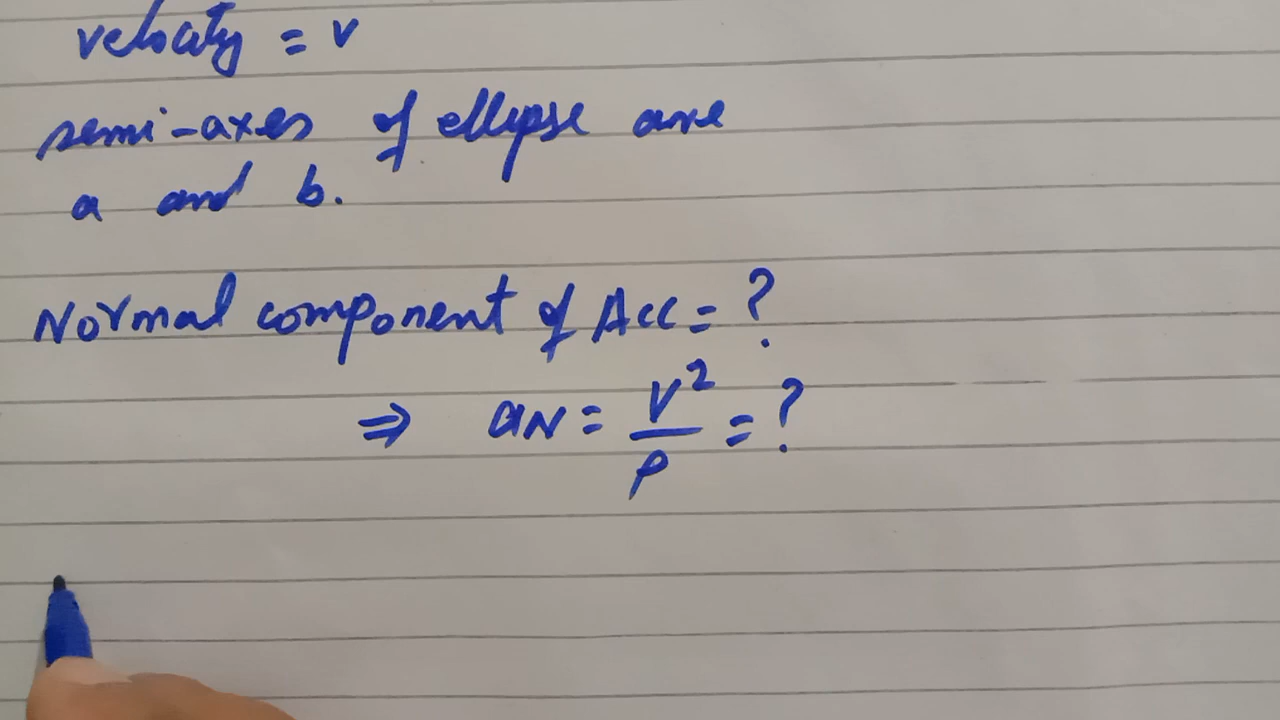 velocity = v
semi-axes of ellipse are
a and b.
Normal component of Acc = ?
⇒ aN = V²/ρ = ?